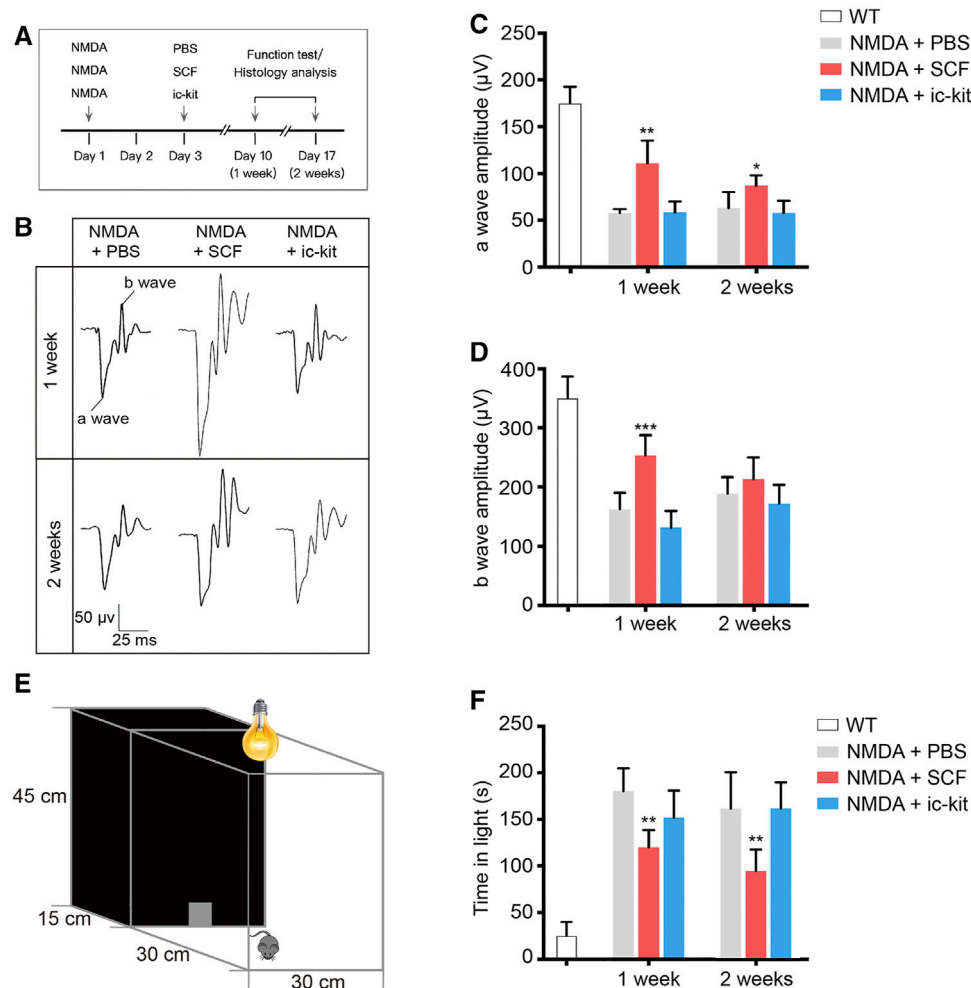 A
NMDA PBS Function test/
NMDA SCF Histology analysis
NMDA ic-kit
Day 1 Day 2 Day 3 Day 10 Day 17
(1 week) (2 weeks)
B
NMDA NMDA NMDA
+ PBS + SCF + ic-kit
1 week
b wave
a wave
2 weeks
50 μv
25 ms
C
a wave amplitude (μV)
250
200
150
100
50
0
1 week 2 weeks
** *
WT
NMDA + PBS
NMDA + SCF
NMDA + ic-kit
D
b wave amplitude (μV)
400
300
200
100
0
1 week 2 weeks
***
E
45 cm
15 cm
30 cm
30 cm
F
Time in light (s)
250
200
150
100
50
0
1 week 2 weeks
** **
WT
NMDA + PBS
NMDA + SCF
NMDA + ic-kit